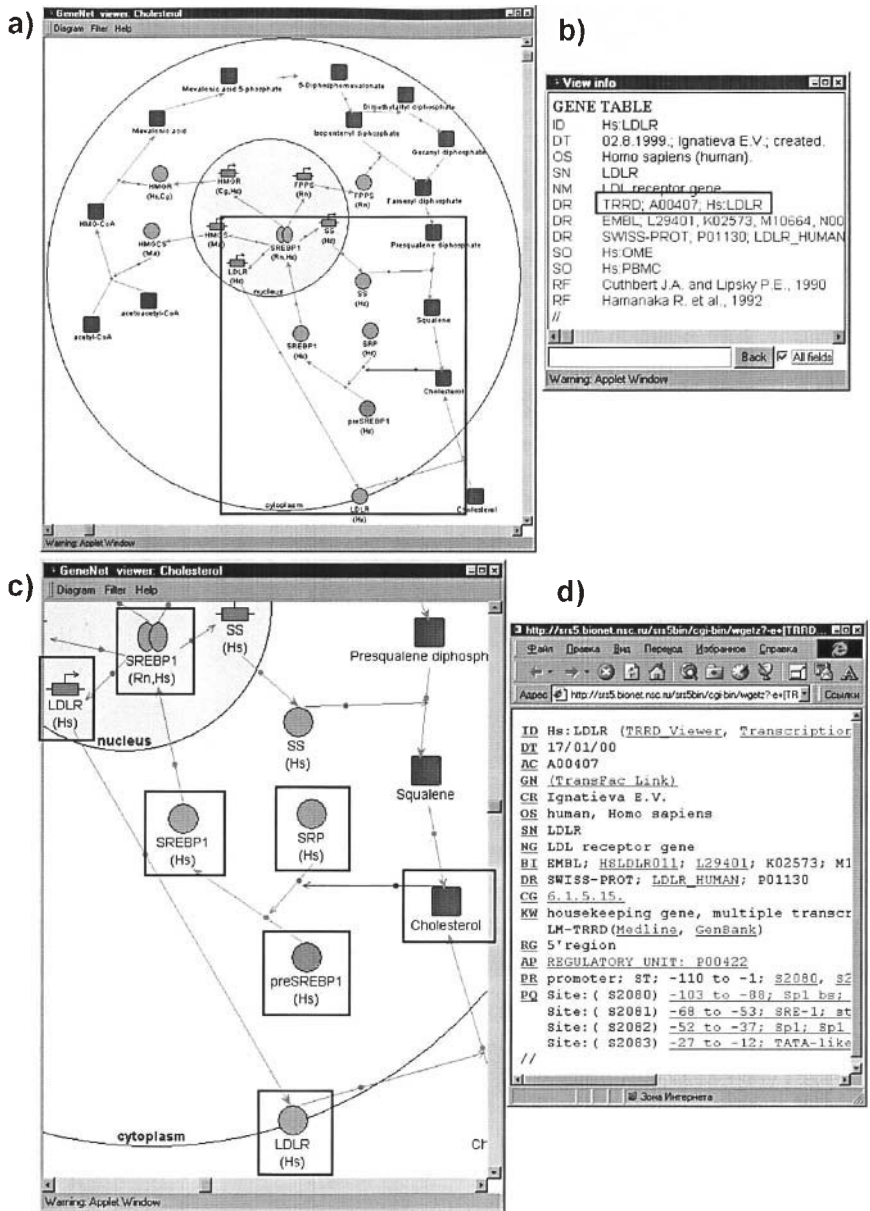 a)
GeneNet viewer: Cholesterol
Diagram Filter Help
Mevalonic acid 5-phosphate
5-Diphosphomevalonate
Dimethylallyl diphosphate
Mevalonic acid
Isopentenyl diphosphate
Geranyl diphosphate
HMGR
(Hs,Cg)
HMGR
(Cg,Hs)
FPPS
(Rn)
FPPS
(Rn)
Farnesyl diphosphate
HMG-CoA
HMGCS
(Ma)
HMGS
(Ma)
SREBP1
(Rn,Hs)
SS
(Hs)
Presqualene diphosphate
LDLR
(Hs)
nucleus
SS
(Hs)
acetoacetyl-CoA
acetyl-CoA
Squalene
SREBP1
(Hs)
SRP
(Hs)
Cholesterol
preSREBP1
(Hs)
cytoplasm
LDLR
(Hs)
Cholesterol
Warning: Applet Window
b)
View info
GENE TABLE
ID Hs:LDLR
DT 02.8.1999.; Ignatieva E.V.; created.
OS Homo sapiens (human).
SN LDLR
NM LDL receptor gene
DR TRRD; A00407; Hs:LDLR
DR EMBL, L29401, K02573, M10664, N00
DR SWISS-PROT, P01130; LDLR_HUMAN
SO Hs:OME
SO Hs:PBMC
RF Cuthbert J.A. and Lipsky P.E., 1990
RF Hamanaka R. et al., 1992
//
Back All fields
Warning: Applet Window
c)
GeneNet viewer: Cholesterol
Diagram Filter Help
SREBP1
(Rn,Hs)
SS
(Hs)
Presqualene diphosph
LDLR
(Hs)
nucleus
SS
(Hs)
Squalene
SREBP1
(Hs)
SRP
(Hs)
Cholesterol
preSREBP1
(Hs)
cytoplasm
LDLR
(Hs)
Ch
Warning: Applet Window
d)
http://srs5.bionet.nsc.ru/srs5bin/cgi-bin/wgetz?-e+[TRRD...
Файл Правка Вид Переход Избранное Справка
Адрес http://srs5.bionet.nsc.ru/srs5bin/cgi-bin/wgetz?-e+[TR Ссылки
ID Hs:LDLR (TRRD_Viewer, Transcription
DT 17/01/00
AC A00407
GN (TransFac Link)
CR Ignatieva E.V.
OS human, Homo sapiens
SN LDLR
NG LDL receptor gene
BI EMBL; HSLDLR011; L29401; K02573; M1
DR SWISS-PROT; LDLR_HUMAN; P01130
CG 6.1.5.15.
KW housekeeping gene, multiple transcr
LM-TRRD(Medline, GenBank)
RG 5'region
AP REGULATORY UNIT: P00422
PR promoter; ST; -110 to -1; S2080, S2
PQ Site:( S2080) -103 to -88; Sp1 bs;
Site:( S2081) -68 to -53; SRE-1; st
Site:( S2082) -52 to -37; Sp1; Sp1
Site:( S2083) -27 to -12; TATA-like
//
Зона Интернета